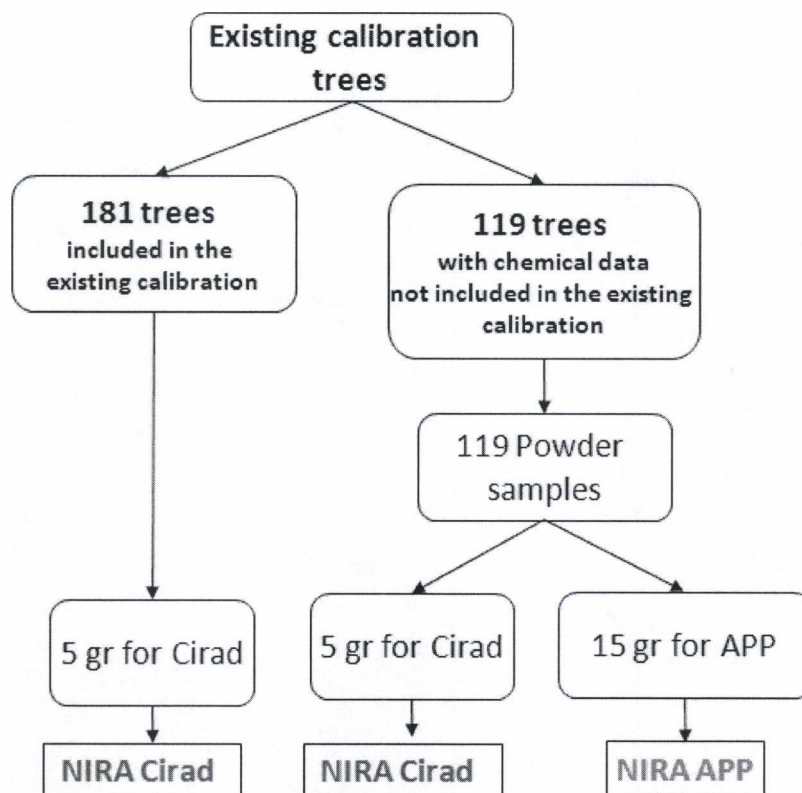 Existing calibration
trees
181 trees
included in the
existing calibration
119 trees
with chemical data
not included in the existing
calibration
119 Powder
samples
5 gr for Cirad
5 gr for Cirad
15 gr for APP
NIRA Cirad
NIRA Cirad
NIRA APP